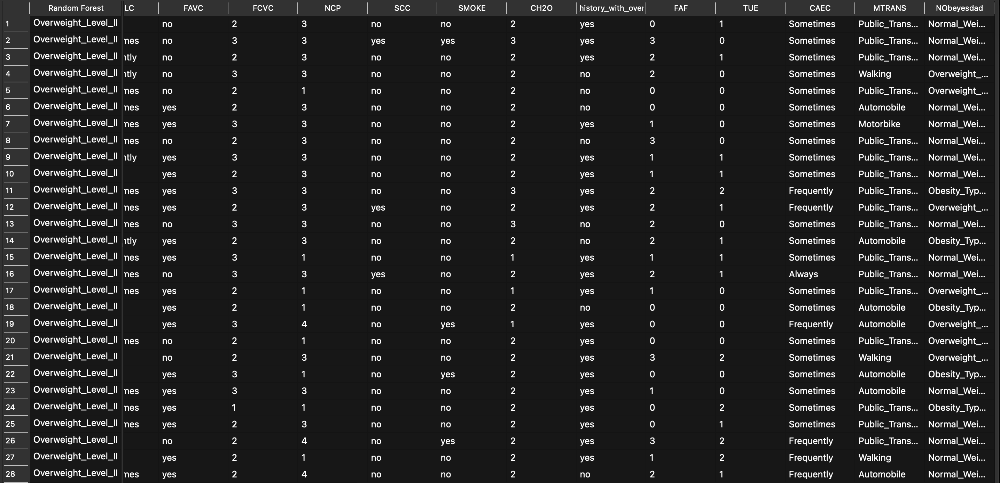 Random Forest .LC FAVC FCVC NCP SCC SMOKE CH2O history_with_over FAF TUE CAEC MTRANS NObeyesdad
1 Overweight_Level_II no 2 3 no no 2 yes 0 1 Sometimes Public_Trans... Normal_Wei...
2 Overweight_Level_II mes no 3 3 yes yes 3 yes 3 0 Sometimes Public_Trans... Normal_Wei...
3 Overweight_Level_II ntly no 2 3 no no 2 yes 2 1 Sometimes Public_Trans... Normal_Wei...
4 Overweight_Level_II ntly no 3 3 no no 2 no 2 0 Sometimes Walking Overweight_...
5 Overweight_Level_II mes no 2 1 no no 2 no 0 0 Sometimes Public_Trans... Overweight_...
6 Overweight_Level_II mes yes 2 3 no no 2 no 0 0 Sometimes Automobile Normal_Wei...
7 Overweight_Level_II mes yes 3 3 no no 2 yes 1 0 Sometimes Motorbike Normal_Wei...
8 Overweight_Level_II mes no 2 3 no no 2 no 3 0 Sometimes Public_Trans... Normal_Wei...
9 Overweight_Level_II ntly yes 3 3 no no 2 yes 1 1 Sometimes Public_Trans... Normal_Wei...
10 Overweight_Level_II yes 2 3 no no 2 yes 1 1 Sometimes Public_Trans... Normal_Wei...
11 Overweight_Level_II mes yes 3 3 no no 3 yes 2 2 Frequently Public_Trans... Obesity_Typ...
12 Overweight_Level_II mes yes 2 3 yes no 2 yes 2 1 Frequently Public_Trans... Overweight_...
13 Overweight_Level_II mes no 3 3 no no 3 no 2 0 Sometimes Public_Trans... Normal_Wei...
14 Overweight_Level_II ntly yes 2 3 no no 2 no 2 1 Sometimes Automobile Obesity_Typ...
15 Overweight_Level_II mes yes 3 1 no no 1 yes 1 1 Sometimes Public_Trans... Normal_Wei...
16 Overweight_Level_II mes no 3 3 yes no 2 yes 2 1 Always Public_Trans... Normal_Wei...
17 Overweight_Level_II mes yes 2 1 no no 1 yes 1 0 Sometimes Public_Trans... Overweight_...
18 Overweight_Level_II yes 2 1 no no 2 no 0 0 Sometimes Automobile Obesity_Typ...
19 Overweight_Level_II yes 3 4 no yes 1 yes 0 0 Frequently Automobile Overweight_...
20 Overweight_Level_II mes no 2 1 no no 2 yes 0 0 Sometimes Public_Trans... Overweight_...
21 Overweight_Level_II no 2 3 no no 2 yes 3 2 Sometimes Walking Overweight_...
22 Overweight_Level_II yes 3 1 no yes 2 yes 0 0 Sometimes Automobile Obesity_Typ...
23 Overweight_Level_II mes yes 3 3 no no 2 yes 1 0 Sometimes Automobile Normal_Wei...
24 Overweight_Level_II mes yes 1 1 no no 2 yes 0 2 Sometimes Public_Trans... Obesity_Typ...
25 Overweight_Level_II mes yes 2 3 no no 2 yes 0 1 Sometimes Public_Trans... Normal_Wei...
26 Overweight_Level_II no 2 4 no yes 2 yes 3 2 Frequently Public_Trans... Normal_Wei...
27 Overweight_Level_II yes 2 1 no no 2 yes 1 2 Frequently Walking Normal_Wei...
28 Overweight_Level_II mes yes 2 4 no no 2 no 2 1 Frequently Automobile Normal_Wei...